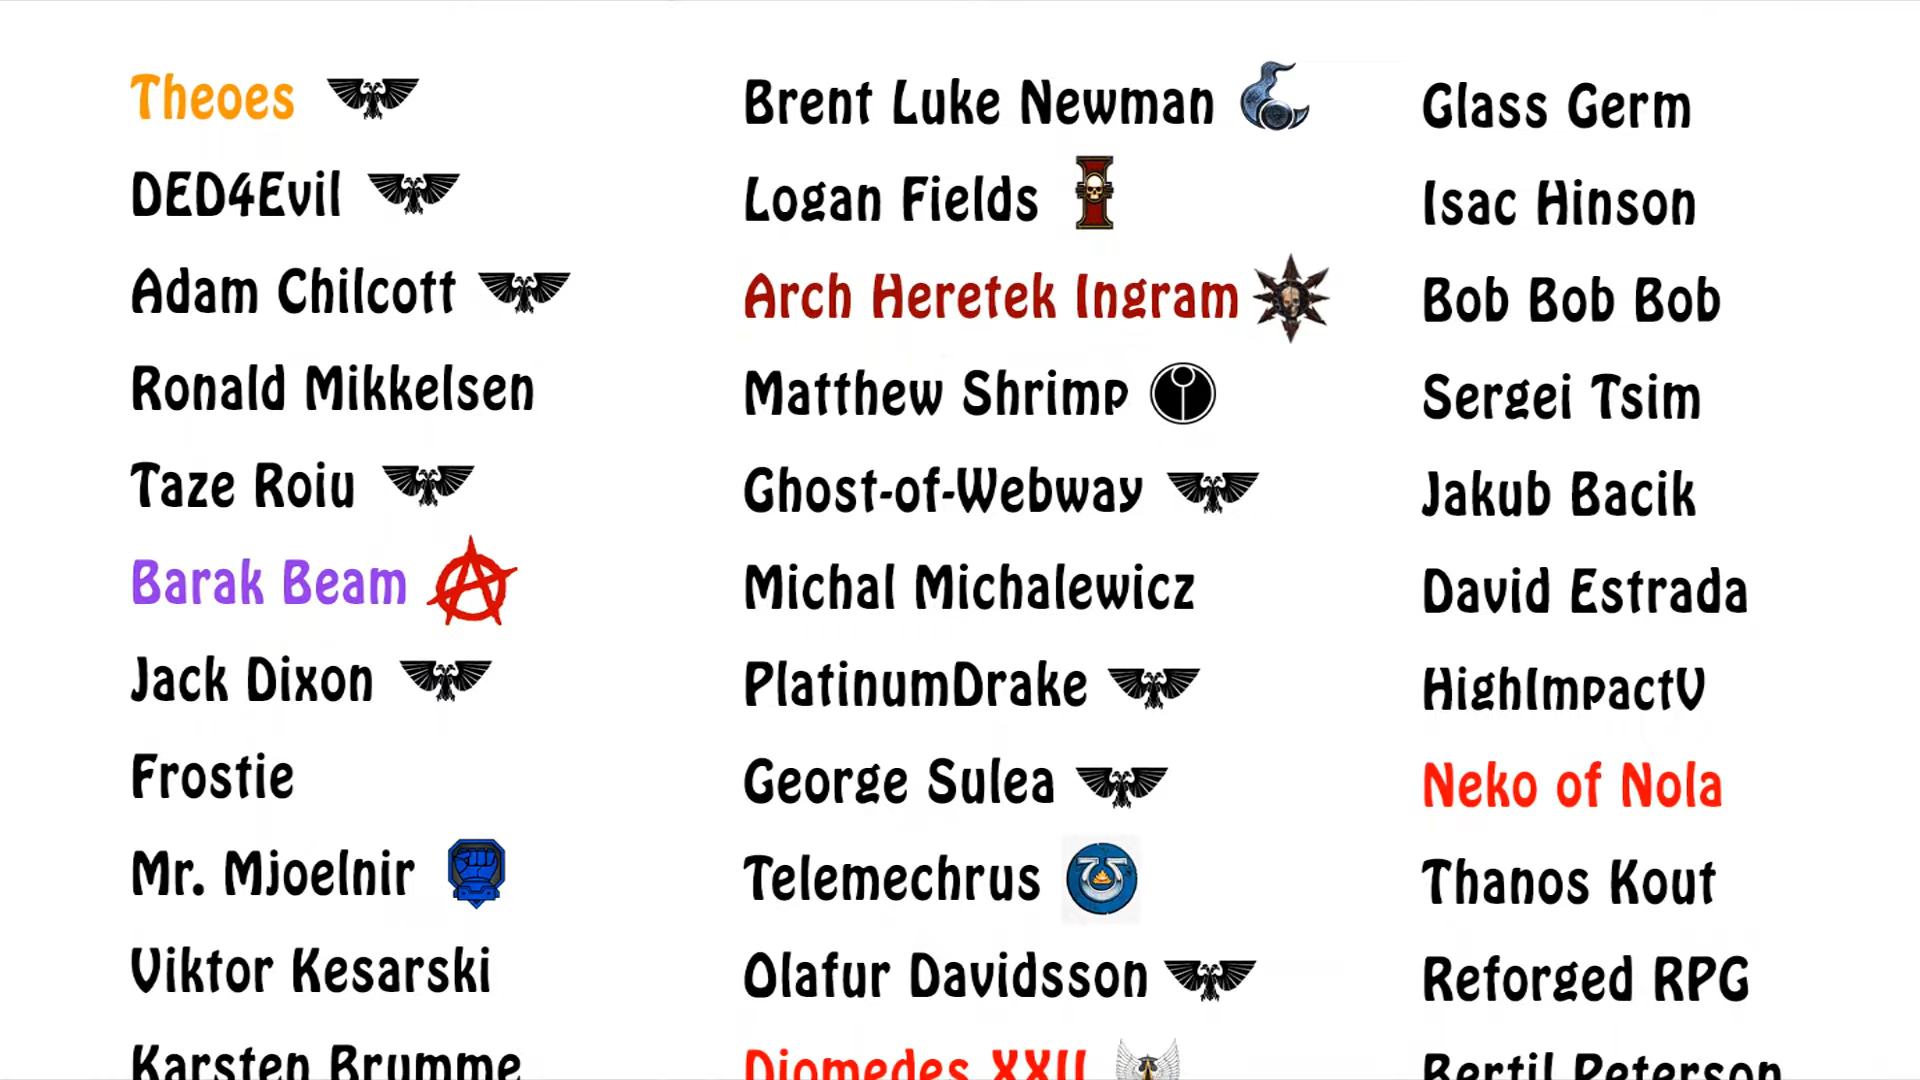 Theoes
DED4Evil
Adam Chilcott
Ronald Mikkelsen
Taze Roiu
Barak Beam
Jack Dixon
Frostie
Mr. Mjoelnir
Viktor Kesarski
Karsten Brumme
Brent Luke Newman
Logan Fields
Arch Heretek Ingram
Matthew Shrimp
Ghost-of-Webway
Michal Michalewicz
PlatinumDrake
George Sulea
Telemechrus
Olafur Davidsson
Diomedes XXII
Glass Germ
Isac Hinson
Bob Bob Bob
Sergei Tsim
Jakub Bacik
David Estrada
HighImpactV
Neko of Nola
Thanos Kout
Reforged RPG
Bertil Peterson